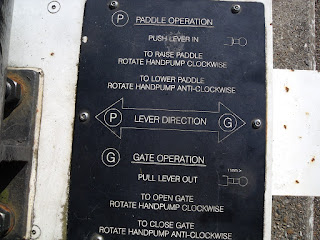 P PADDLE OPERATION
PUSH LEVER IN
TO RAISE PADDLE
ROTATE HANDPUMP CLOCKWISE
TO LOWER PADDLE
ROTATE HANDPUMP ANTI-CLOCKWISE
P LEVER DIRECTION G
G GATE OPERATION
PULL LEVER OUT
TO OPEN GATE
ROTATE HANDPUMP CLOCKWISE
TO CLOSE GATE
ROTATE HANDPUMP ANTI-CLOCKWISE